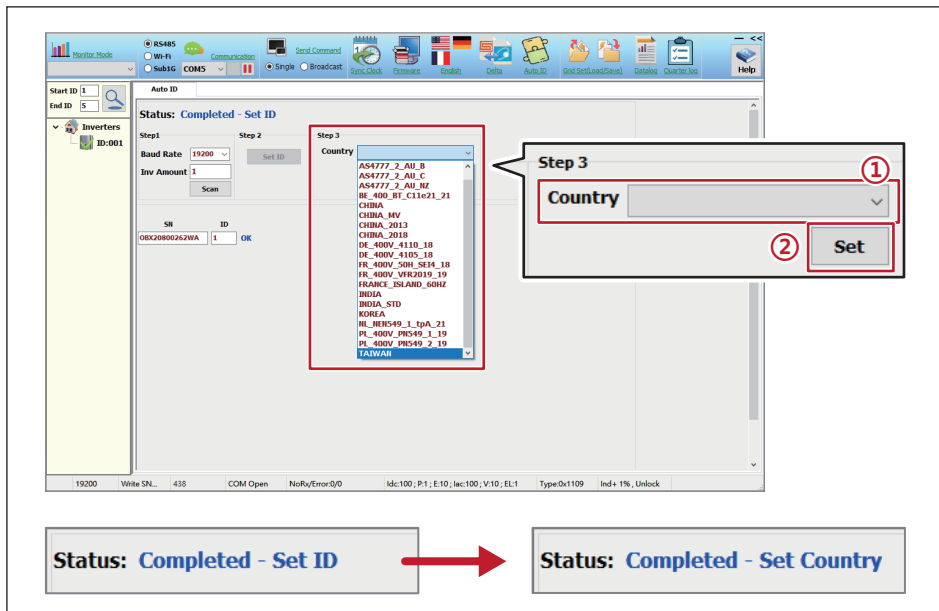 Monitor Mode
RS485
Wi-Fi
Sub1G
COM5
Communication
Send Command
Single
Broadcast
Sync Clock
Firmware
English
Delta
Auto ID
Grid Set(Load/Save)
Datalog
Quarter log
— <<
Help
Start ID 1
End ID 5
Inverters
ID:001
Auto ID
Status: Completed - Set ID
Step1
Baud Rate 19200
Inv Amount 1
Scan
Step 2
Set ID
Step 3
Country
AS4777_2_AU_B
AS4777_2_AU_C
AS4777_2_AU_NZ
BE_400_BT_C11e21_21
CHINA
CHINA_MV
CHINA_2013
CHINA_2018
DE_400V_4110_18
DE_400V_4105_18
FR_400V_50H_SEI4_18
FR_400V_VFR2019_19
FRANCE_ISLAND_60HZ
INDIA
INDIA_STD
KOREA
NL_NEN549_1_tpA_21
PL_400V_PN549_1_19
PL_400V_PN549_2_19
TAIWAN
SN ID
OBX20800262WA 1 OK
Step 3
①
Country
② Set
19200 Write SN... 438 COM Open NoRx/Error:0/0 Idc:100 ; P:1 ; E:10 ; Iac:100 ; V:10 ; EL:1 Type:0x1109 Ind+ 1% , Unlock
Status: Completed - Set ID
Status: Completed - Set Country